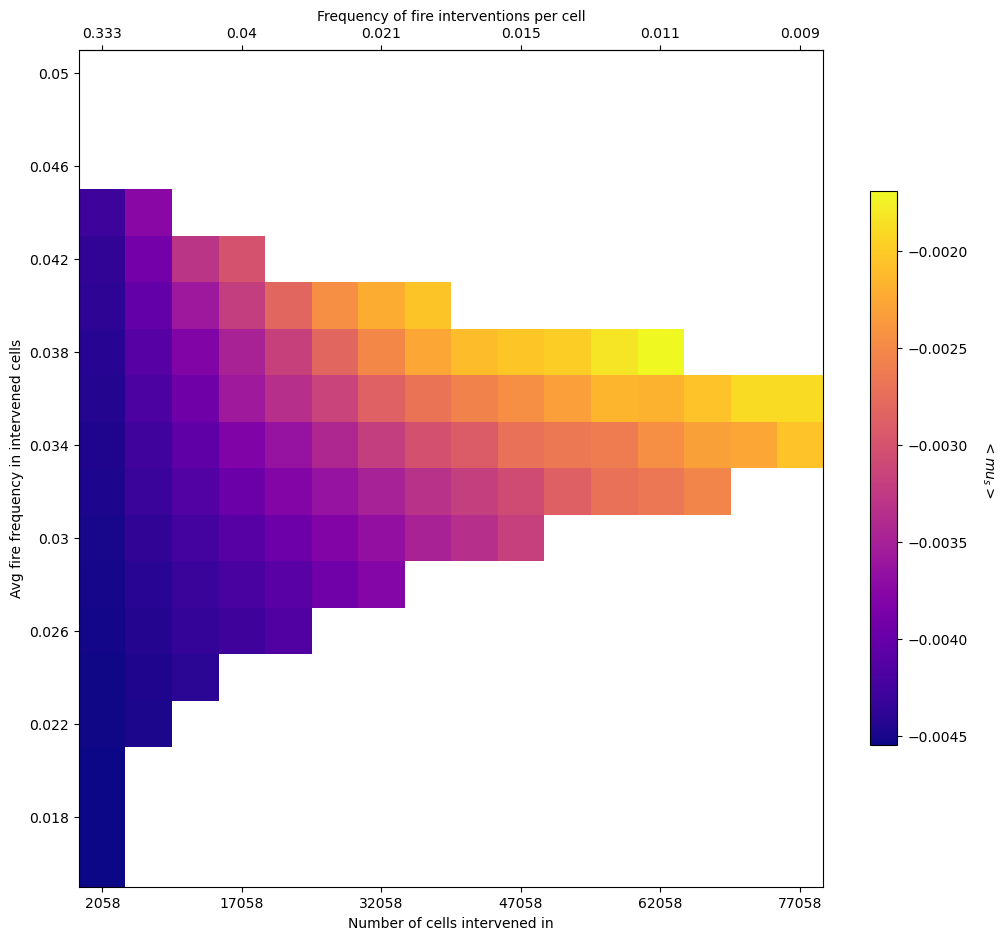 Frequency of fire interventions per cell
0.333 0.04 0.021 0.015 0.011 0.009
0.05
0.046
0.042
0.038
0.034
0.03
0.026
0.022
0.018
Avg fire frequency in intervened cells
2058 17058 32058 47058 62058 77058
Number of cells intervened in
−0.0020
−0.0025
−0.0030
−0.0035
−0.0040
−0.0045
< mu_s >